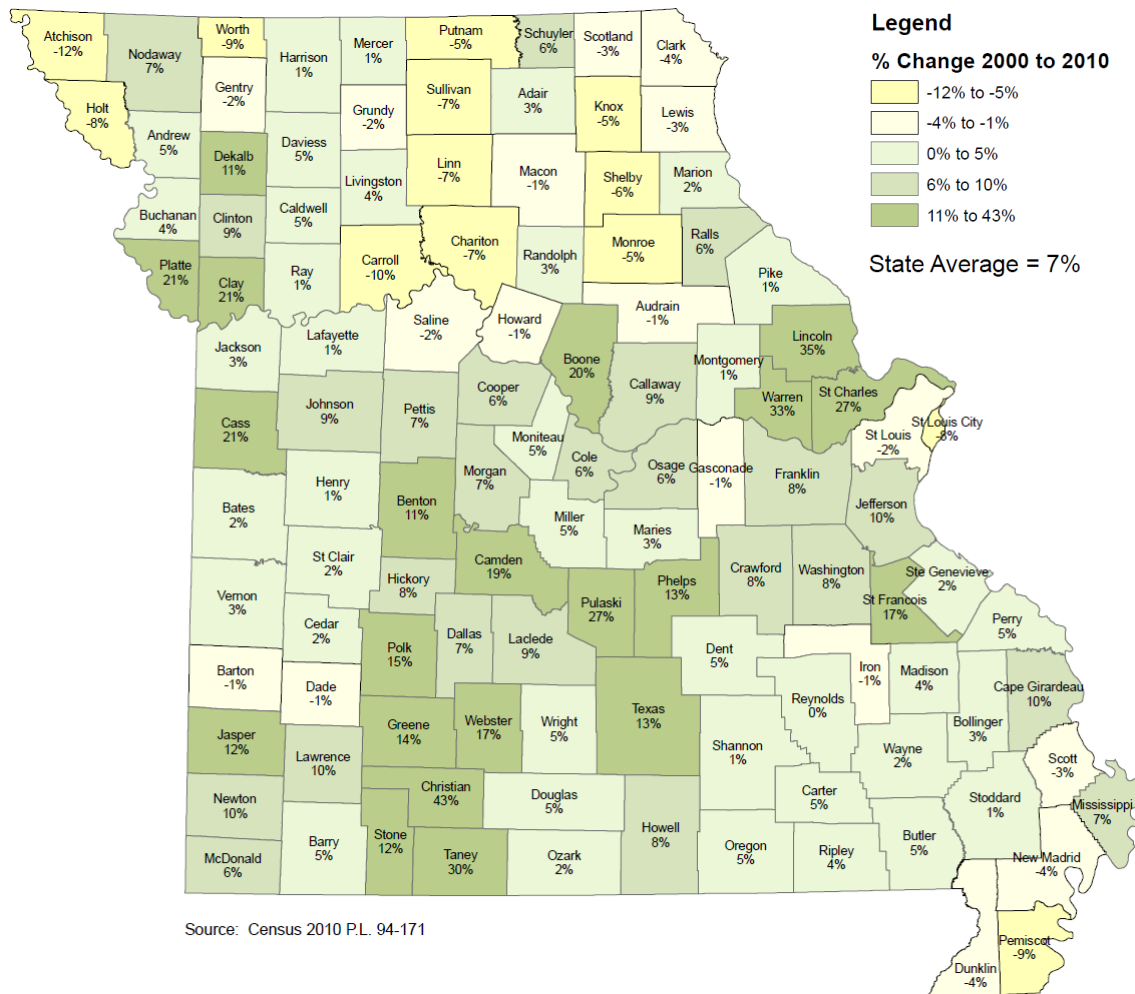 Legend
% Change 2000 to 2010
-12% to -5%
-4% to -1%
0% to 5%
6% to 10%
11% to 43%
State Average = 7%
Atchison
-12%
Nodaway
7%
Worth
-9%
Harrison
1%
Mercer
1%
Putnam
-5%
Schuyler
6%
Scotland
-3%
Clark
-4%
Holt
-8%
Gentry
-2%
Grundy
-2%
Sullivan
-7%
Adair
3%
Knox
-5%
Lewis
-3%
Andrew
5%
Dekalb
11%
Daviess
5%
Livingston
4%
Linn
-7%
Macon
-1%
Shelby
-6%
Marion
2%
Buchanan
4%
Clinton
9%
Caldwell
5%
Chariton
-7%
Randolph
3%
Monroe
-5%
Ralls
6%
Platte
21%
Clay
21%
Ray
1%
Carroll
-10%
Pike
1%
Saline
-2%
Howard
-1%
Audrain
-1%
Jackson
3%
Lafayette
1%
Boone
20%
Montgomery
1%
Lincoln
35%
Cass
21%
Johnson
9%
Pettis
7%
Cooper
6%
Callaway
9%
Warren
33%
St Charles
27%
St Louis
-2%
St Louis City
-8%
Moniteau
5%
Cole
6%
Osage
6%
Gasconade
-1%
Franklin
8%
Jefferson
10%
Bates
2%
Henry
1%
Benton
11%
Morgan
7%
Miller
5%
Maries
3%
Vernon
3%
St Clair
2%
Hickory
8%
Camden
19%
Pulaski
27%
Phelps
13%
Crawford
8%
Washington
8%
St Francois
17%
Ste Genevieve
2%
Perry
5%
Cedar
2%
Polk
15%
Dallas
7%
Laclede
9%
Dent
5%
Iron
-1%
Madison
4%
Cape Girardeau
10%
Barton
-1%
Dade
-1%
Reynolds
0%
Bollinger
3%
Jasper
12%
Lawrence
10%
Greene
14%
Webster
17%
Wright
5%
Texas
13%
Shannon
1%
Wayne
2%
Scott
-3%
Newton
10%
Christian
43%
Douglas
5%
Howell
8%
Carter
5%
Stoddard
1%
Mississippi
7%
McDonald
6%
Barry
5%
Stone
12%
Taney
30%
Ozark
2%
Oregon
5%
Ripley
4%
Butler
5%
New Madrid
-4%
Pemiscot
-9%
Dunklin
-4%
Source: Census 2010 P.L. 94-171